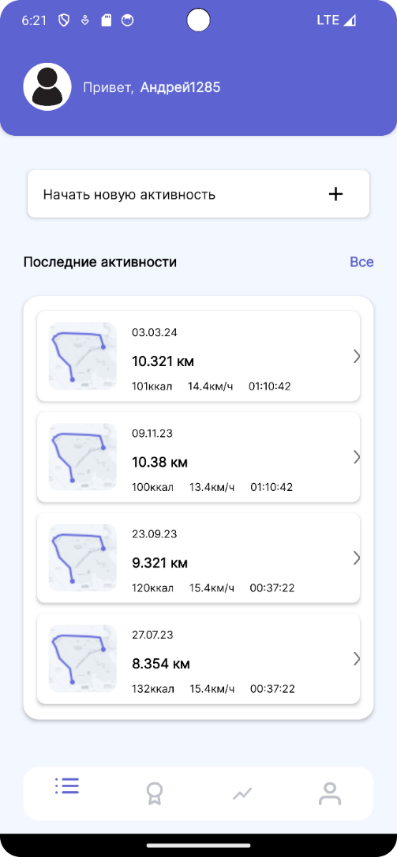 6:21
LTE
Привет, Андрей1285
Начать новую активность
Последние активности Все
03.03.24
10.321 км
101ккал 14.4км/ч 01:10:42
09.11.23
10.38 км
100ккал 13.4км/ч 01:10:42
23.09.23
9.321 км
120ккал 15.4км/ч 00:37:22
27.07.23
8.354 км
132ккал 15.4км/ч 00:37:22